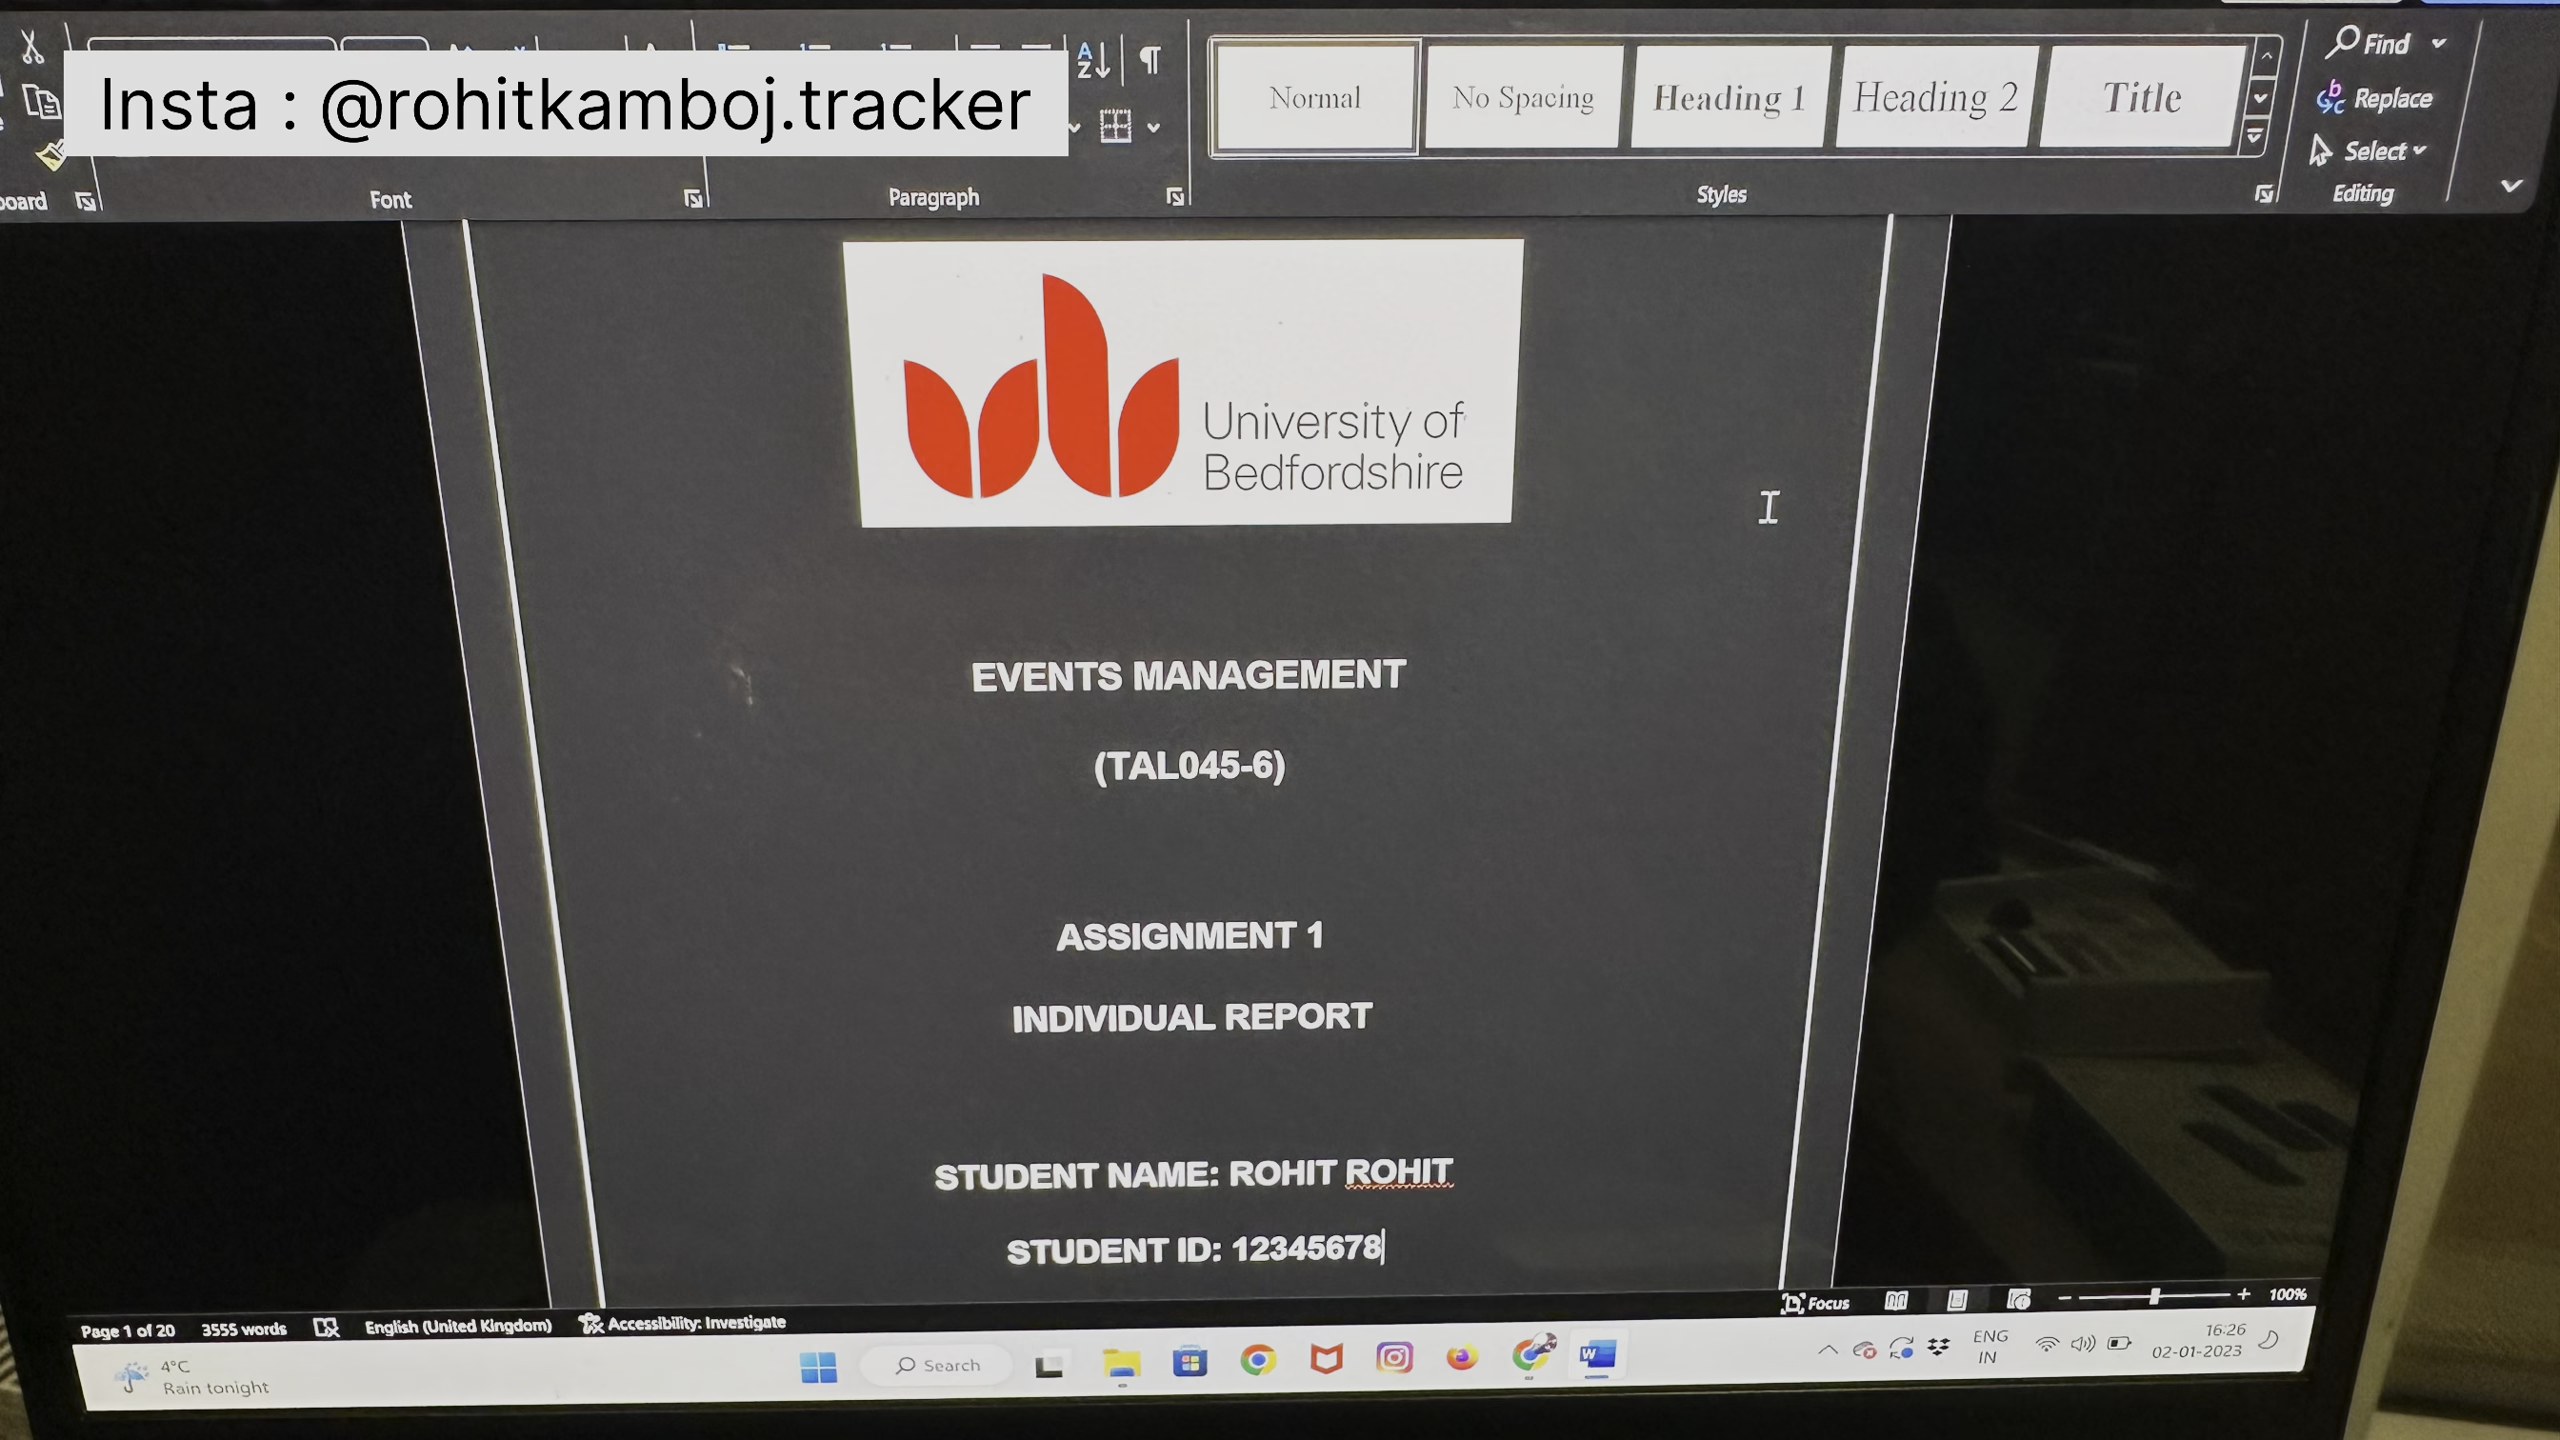 Insta : @rohitkamboj.tracker
Normal
No Spacing
Heading 1
Heading 2
Title
Find
Replace
Select
board
Font
Paragraph
Styles
Editing
University of
Bedfordshire
EVENTS MANAGEMENT
(TAL045-6)
ASSIGNMENT 1
INDIVIDUAL REPORT
STUDENT NAME: ROHIT ROHIT
STUDENT ID: 12345678
Page 1 of 20
3555 words
English (United Kingdom)
Accessibility: Investigate
Focus
100%
4°C
Rain tonight
Search
ENG
IN
16:26
02-01-2023